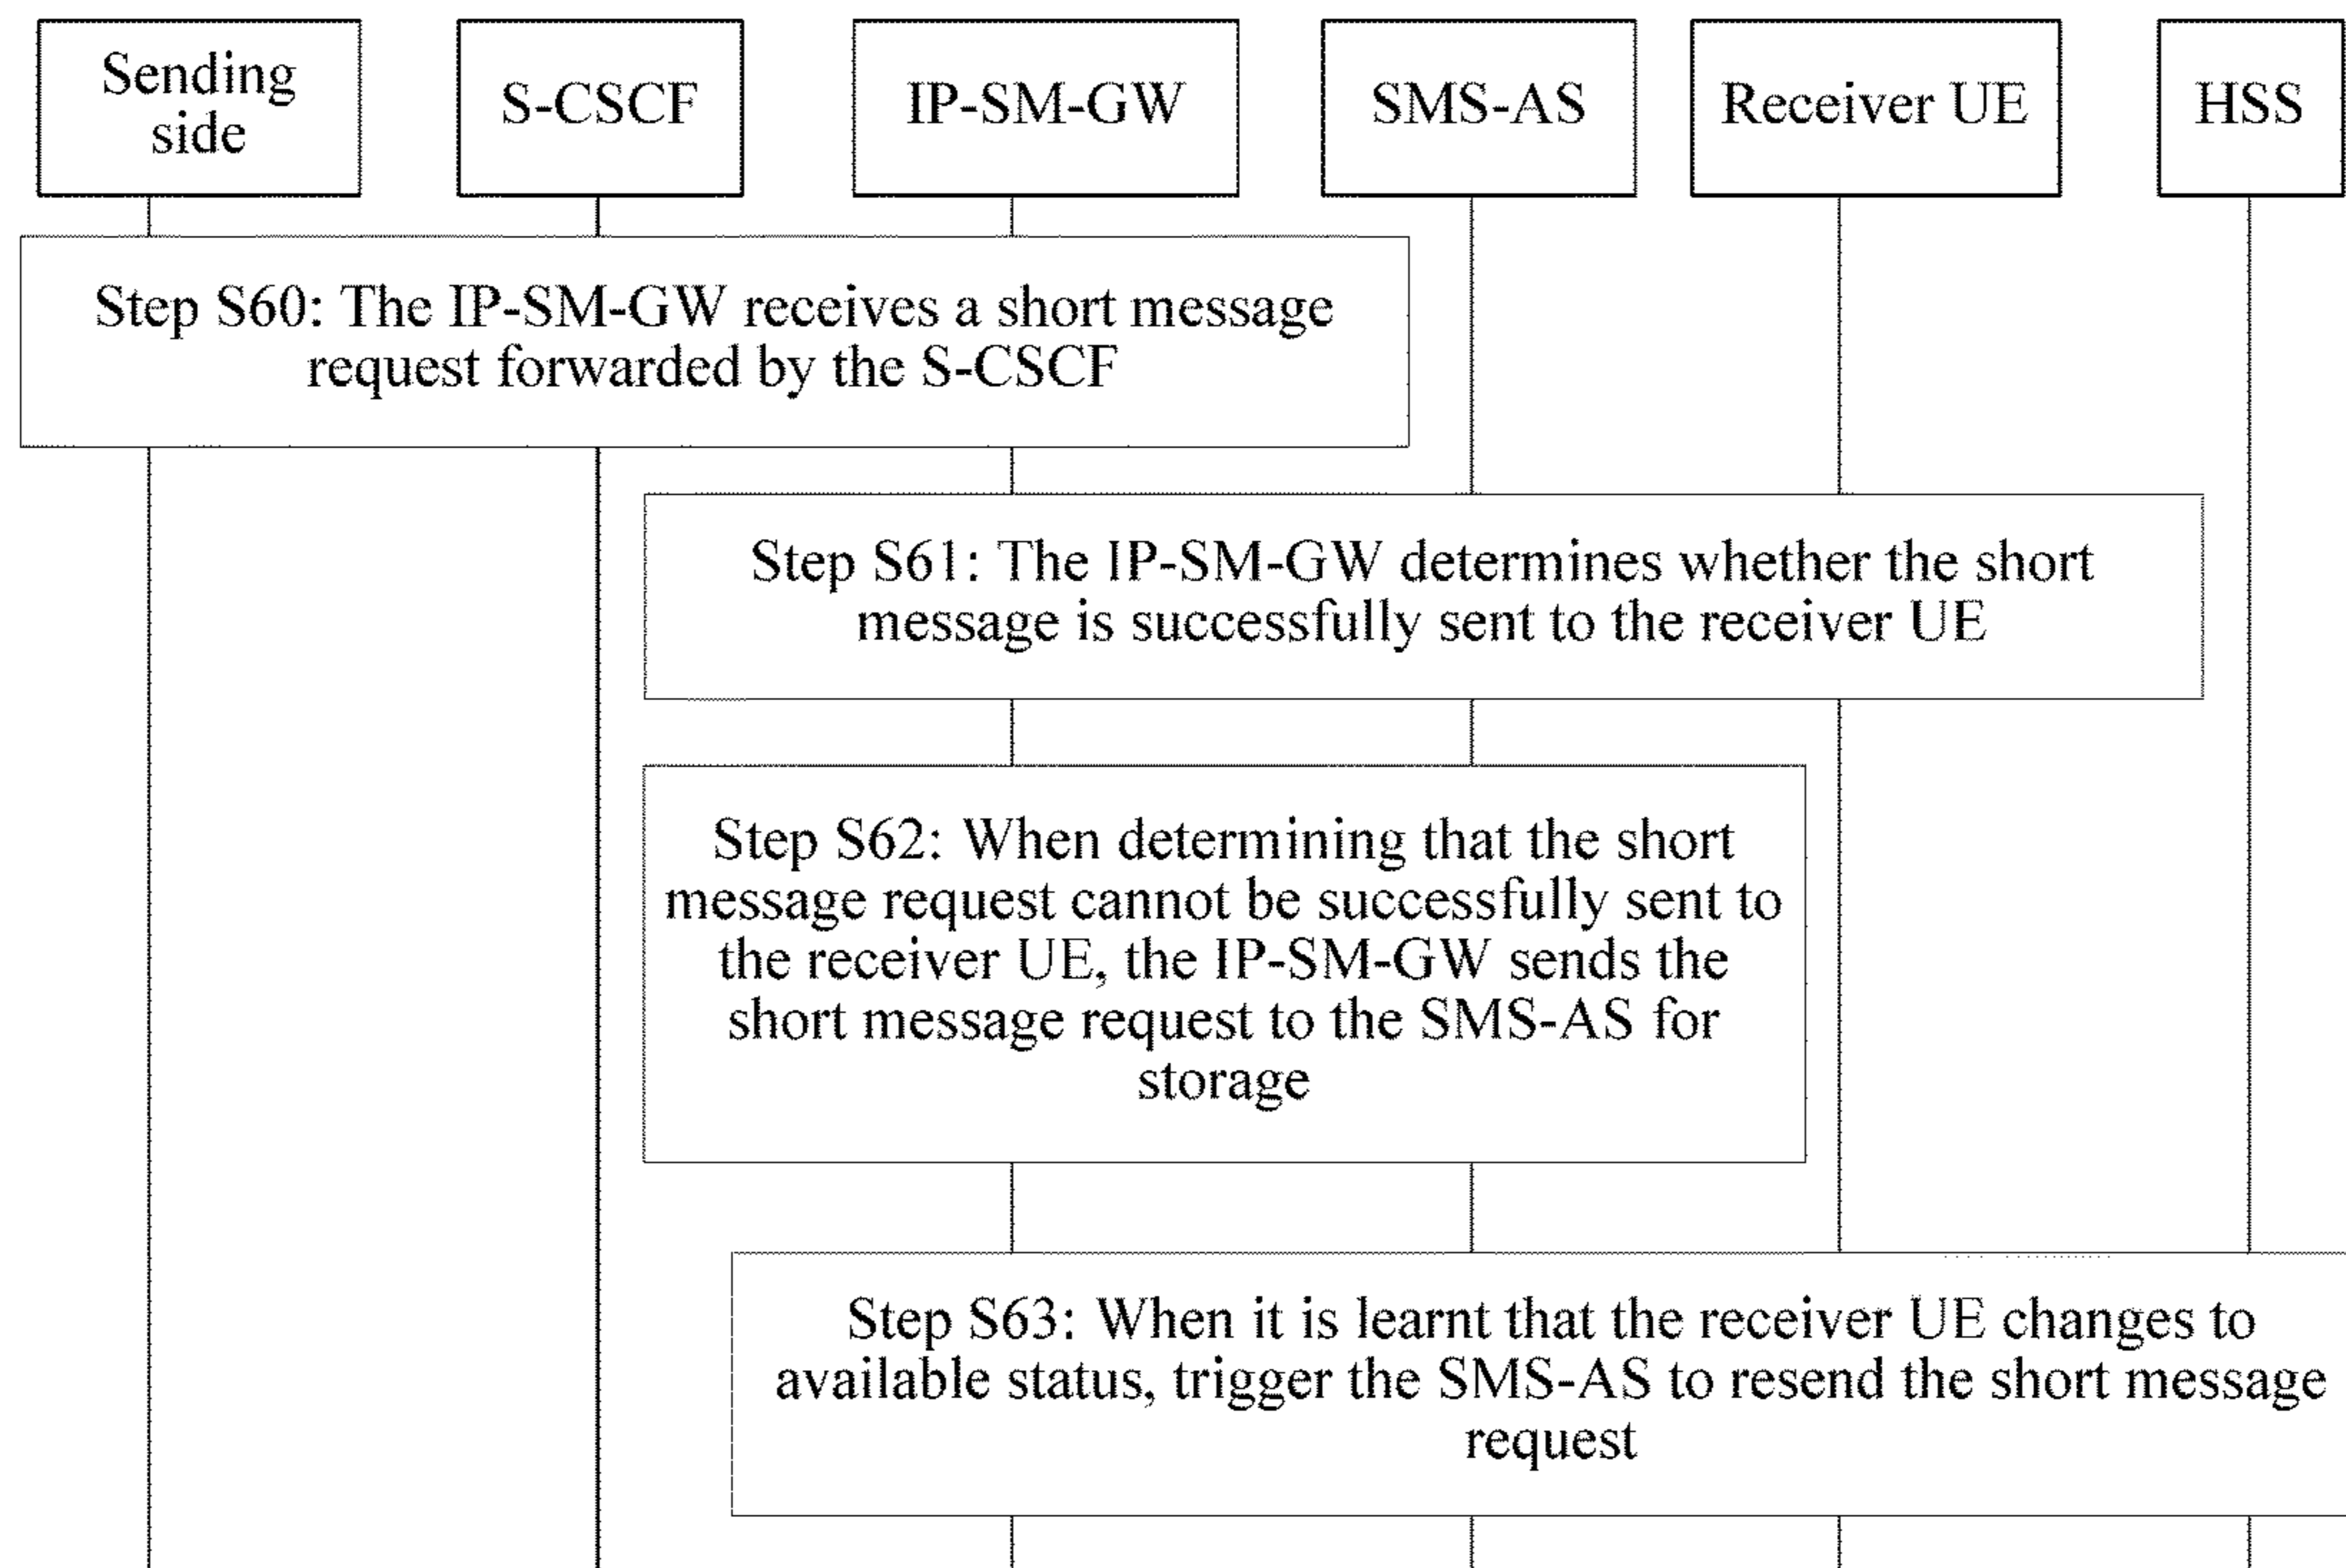 Sending
side
S-CSCF
IP-SM-GW
SMS-AS
Receiver UE
HSS
Step S60: The IP-SM-GW receives a short message
request forwarded by the S-CSCF
Step S61: The IP-SM-GW determines whether the short
message is successfully sent to the receiver UE
Step S62: When determining that the short
message request cannot be successfully sent to
the receiver UE, the IP-SM-GW sends the
short message request to the SMS-AS for
storage
Step S63: When it is learnt that the receiver UE changes to
available status, trigger the SMS-AS to resend the short message
request